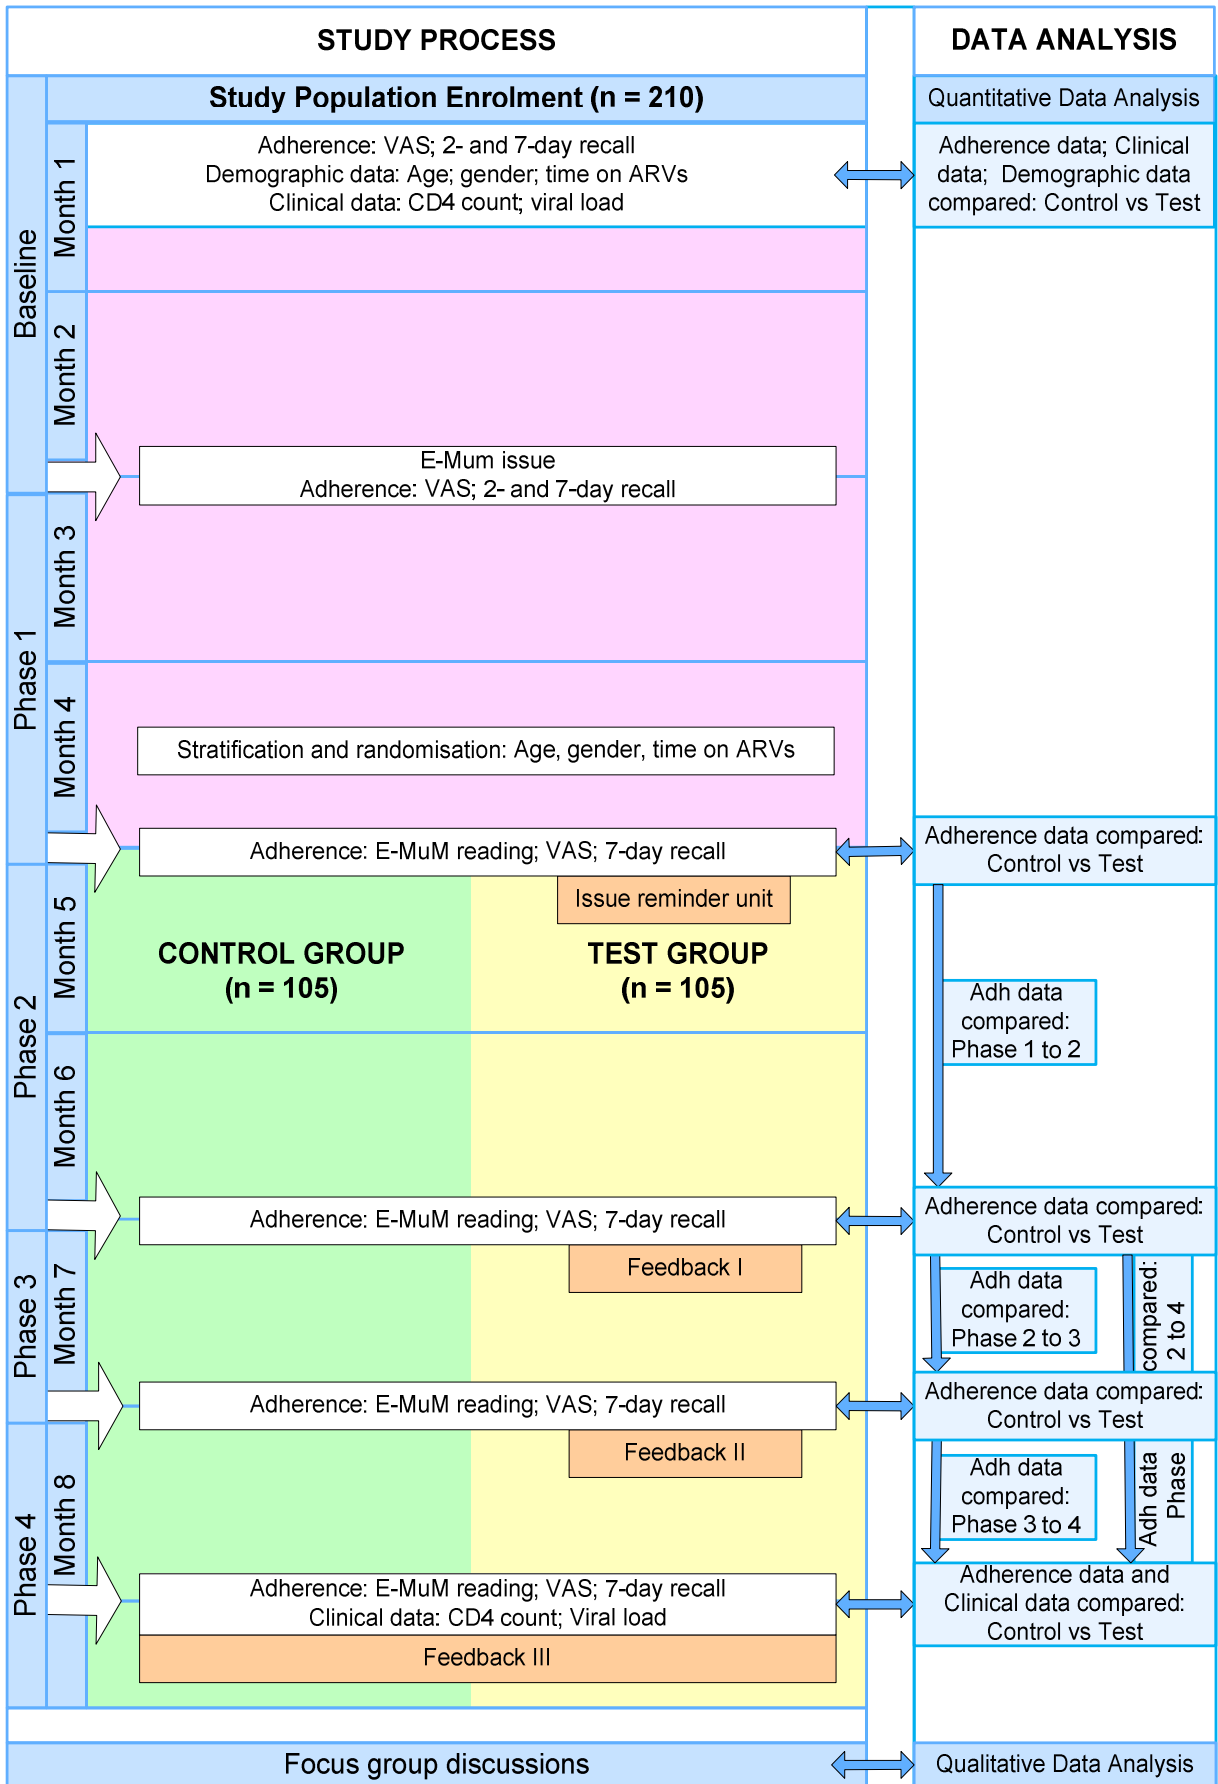 STUDY PROCESS
DATA ANALYSIS
Study Population Enrolment (n = 210)
Quantitative Data Analysis
Baseline
Month 1
Adherence: VAS; 2- and 7-day recall
Demographic data: Age; gender; time on ARVs
Clinical data: CD4 count; viral load
Adherence data; Clinical
data; Demographic data
compared: Control vs Test
Month 2
E-Mum issue
Adherence: VAS; 2- and 7-day recall
Phase 1
Month 3
Month 4
Stratification and randomisation: Age, gender, time on ARVs
Adherence: E-MuM reading; VAS; 7-day recall
Adherence data compared:
Control vs Test
Phase 2
Month 5
Issue reminder unit
CONTROL GROUP
(n = 105)
TEST GROUP
(n = 105)
Adh data
compared:
Phase 1 to 2
Month 6
Adherence: E-MuM reading; VAS; 7-day recall
Adherence data compared:
Control vs Test
Phase 3
Month 7
Feedback I
Adh data
compared:
Phase 2 to 3
compared:
2 to 4
Adherence: E-MuM reading; VAS; 7-day recall
Adherence data compared:
Control vs Test
Phase 4
Month 8
Feedback II
Adh data
compared:
Phase 3 to 4
Adh data
Phase
Adherence: E-MuM reading; VAS; 7-day recall
Clinical data: CD4 count; Viral load
Adherence data and
Clinical data compared:
Control vs Test
Feedback III
Focus group discussions
Qualitative Data Analysis